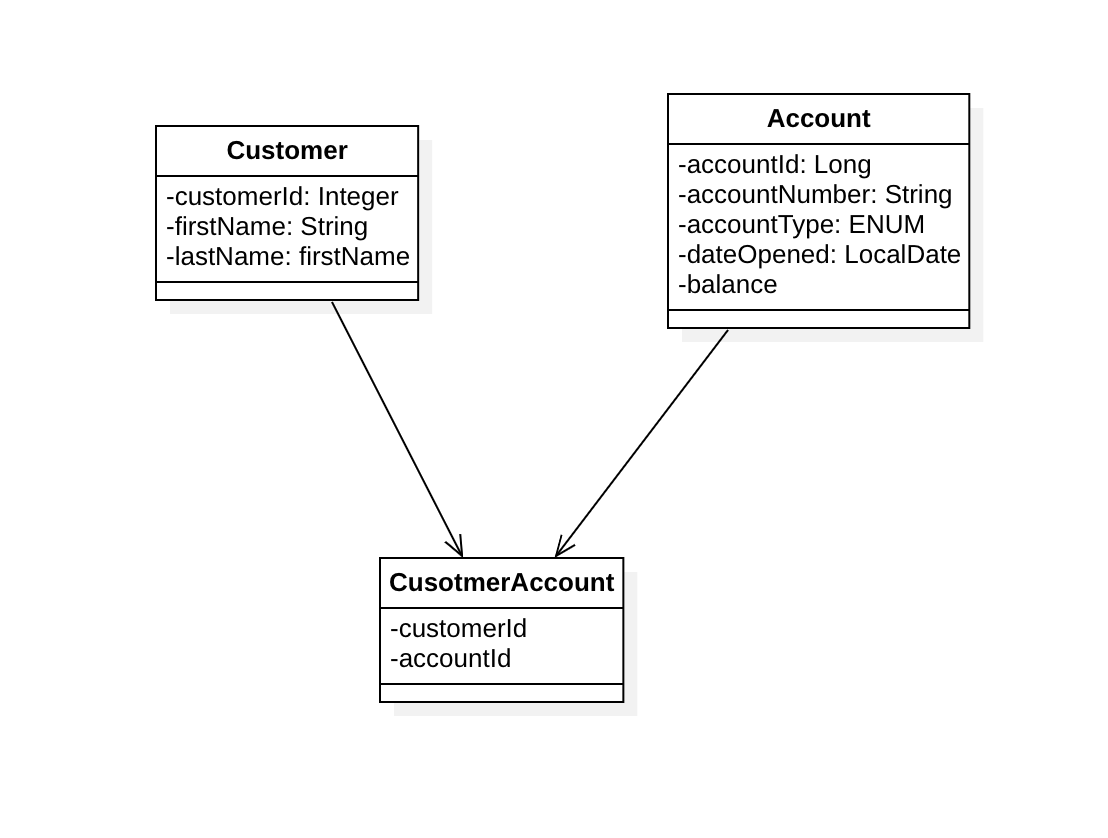 Customer
-customerId: Integer
-firstName: String
-lastName: firstName
Account
-accountId: Long
-accountNumber: String
-accountType: ENUM
-dateOpened: LocalDate
-balance
CusotmerAccount
-customerId
-accountId